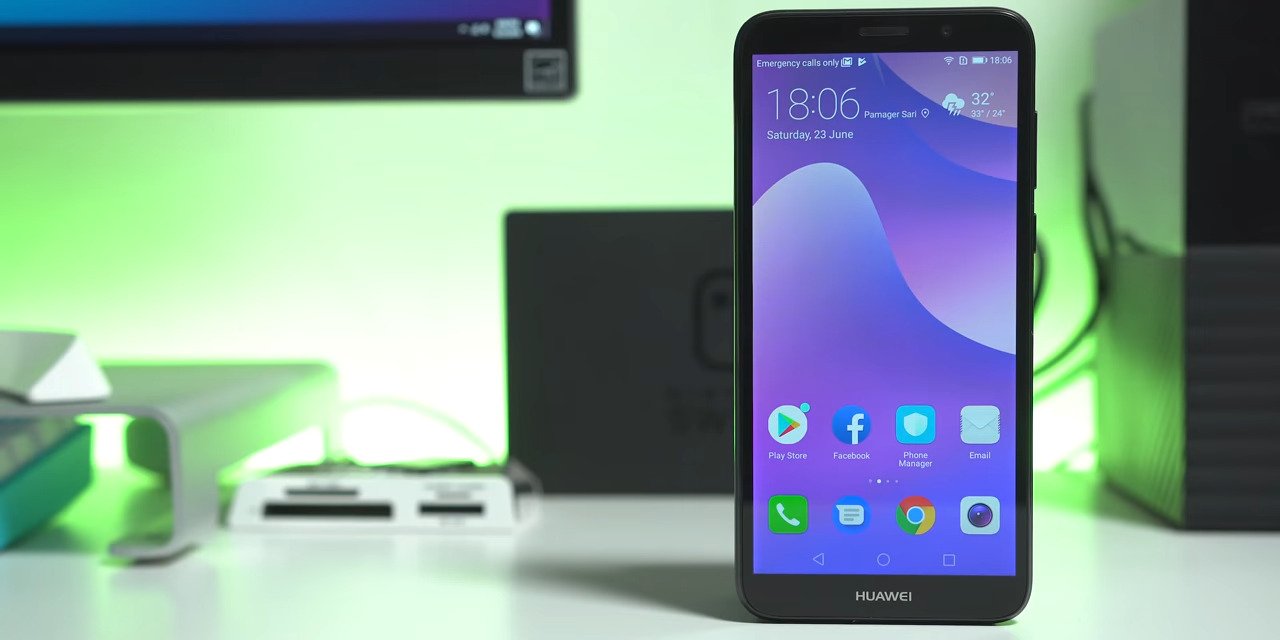 Emergency calls only
18:06
18:06
Pamager Sari
32°
33° / 24°
Saturday, 23 June
Play Store
Facebook
Phone Manager
Email
HUAWEI